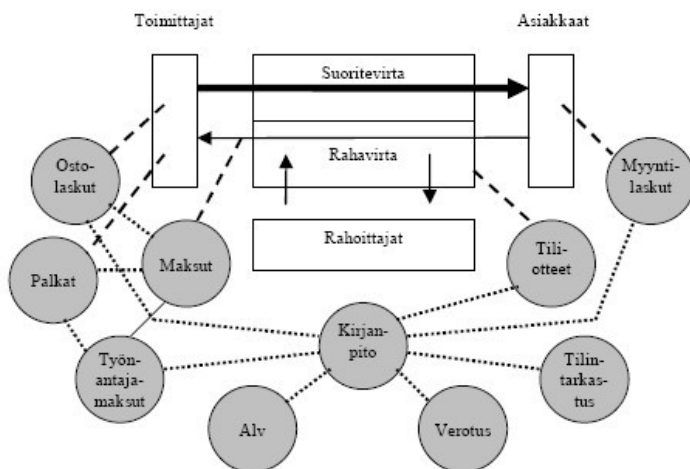 Toimittajat
Asiakkaat
Suoritevirta
Rahavirta
Osto-
laskut
Myynti-
laskut
Rahoittajat
Palkat
Maksut
Tili-
otteet
Kirjan-
pito
Työn-
antaja-
maksut
Tilin-
tarkas-
tus
Alv
Verotus